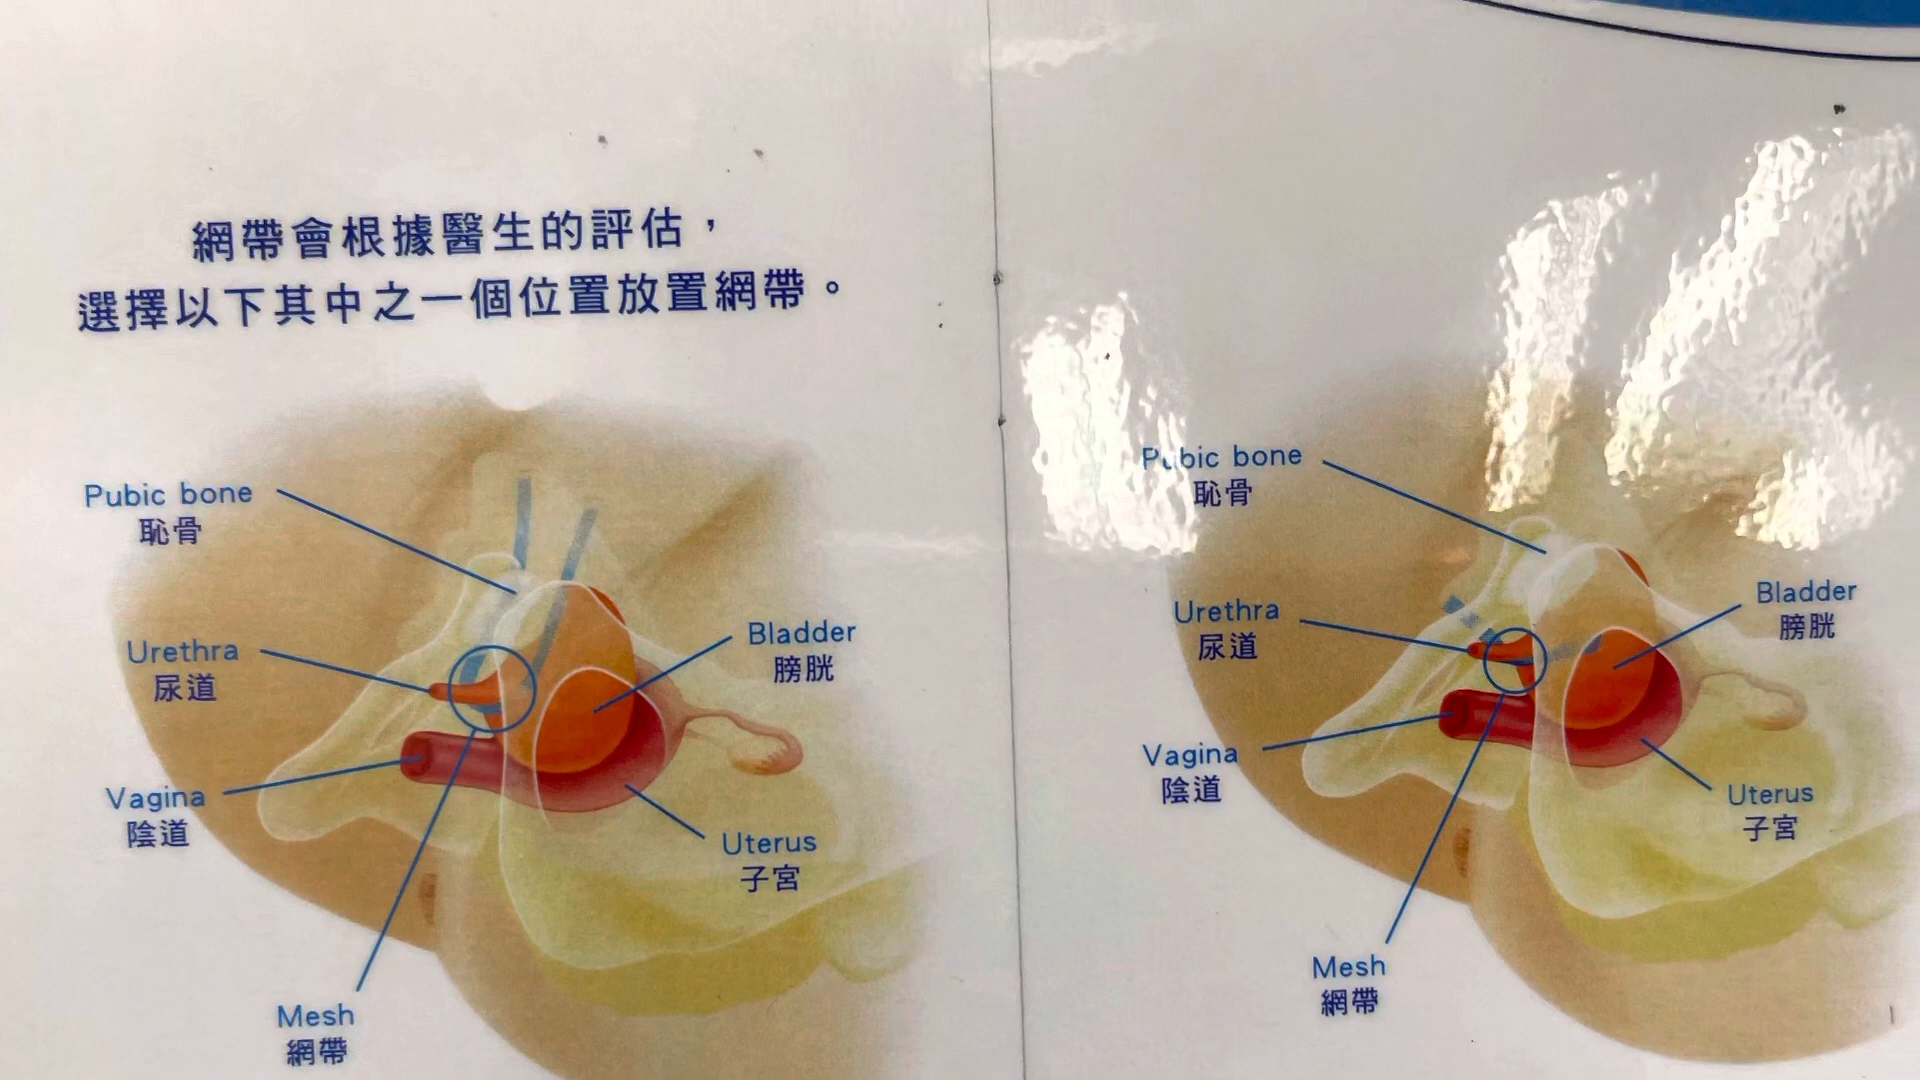 網帶會根據醫生的評估，
選擇以下其中之一個位置放置網帶。
Pubic bone
恥骨
Urethra
尿道
Bladder
膀胱
Vagina
陰道
Uterus
子宮
Mesh
網帶
Pubic bone
恥骨
Urethra
尿道
Bladder
膀胱
Vagina
陰道
Uterus
子宮
Mesh
網帶